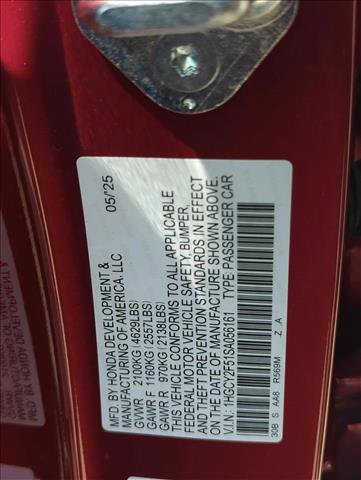 MFD. BY HONDA DEVELOPMENT & 05/'25
MANUFACTURING OF AMERICA, LLC
GVWR 2100KG (4629LBS)
GAWR F 1160KG (2557LBS)
GAWR R 970KG (2138LBS)
THIS VEHICLE CONFORMS TO ALL APPLICABLE
FEDERAL MOTOR VEHICLE SAFETY, BUMPER,
AND THEFT PREVENTION STANDARDS IN EFFECT
ON THE DATE OF MANUFACTURE SHOWN ABOVE.
V.I.N: 1HGCY2F51SA056161 TYPE: PASSENGER CAR
30B S AA8 R569M Z A